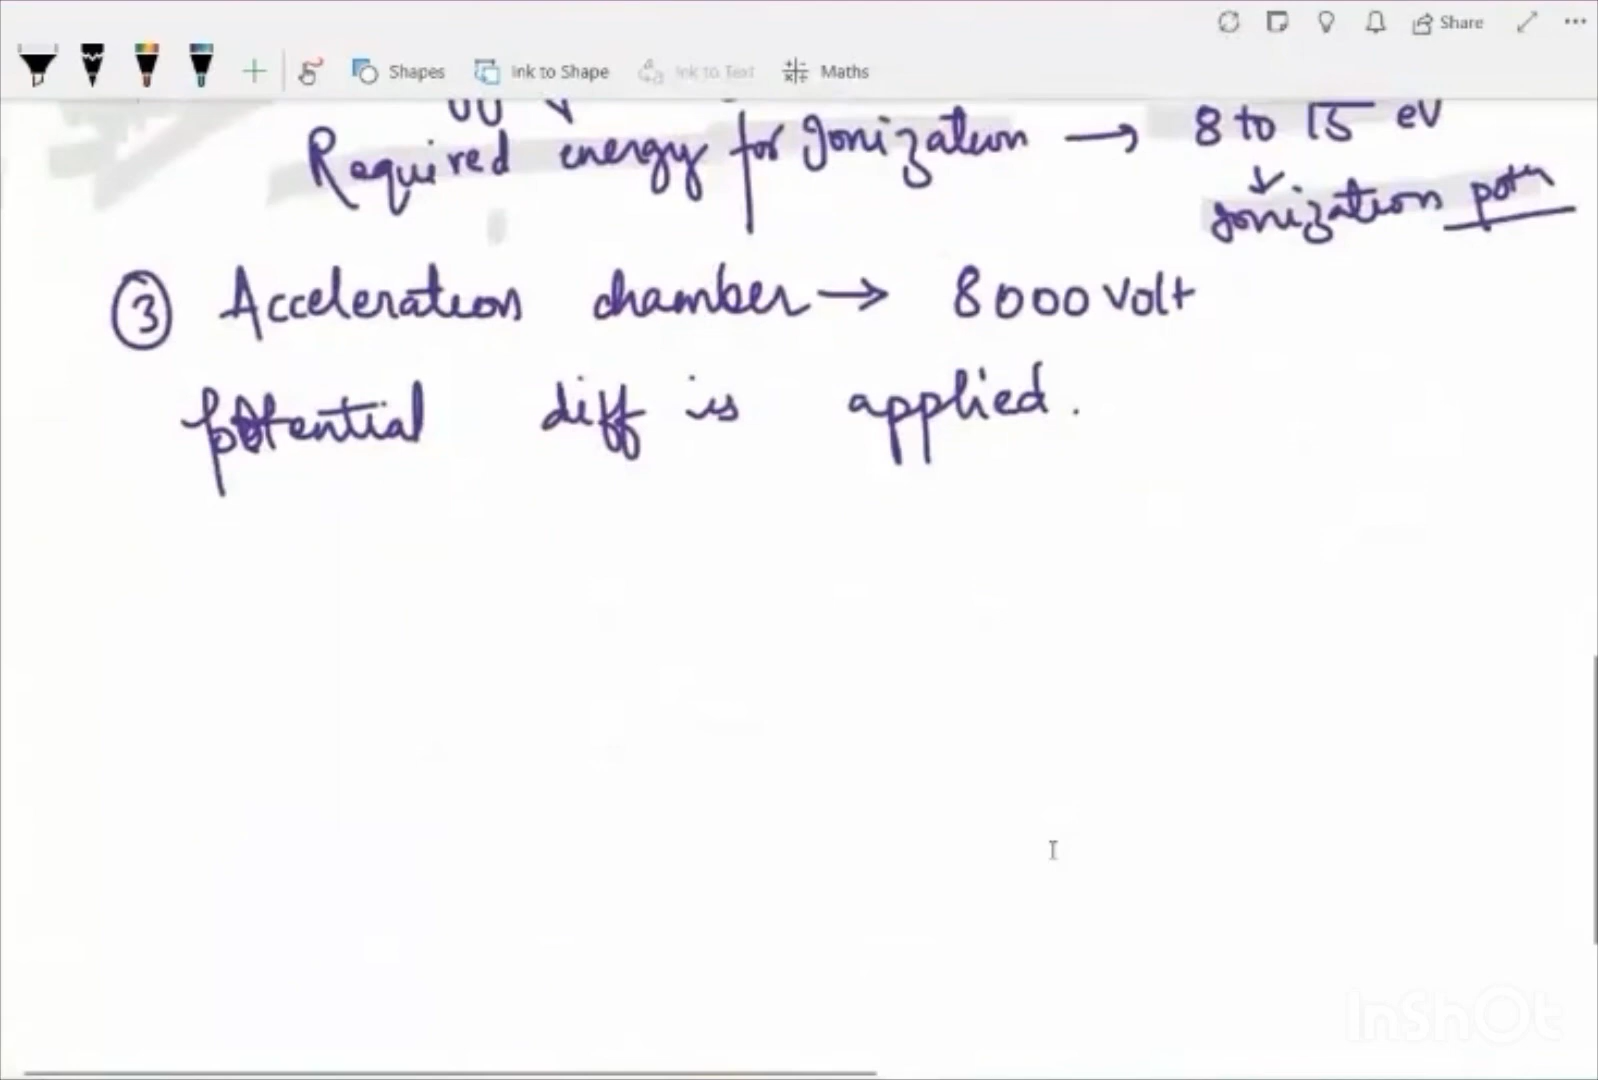 Share
Shapes
Ink to Shape
Ink to Text
Maths
Required energy for Ionization → 8 to 15 eV
↓
Ionization potn
③ Acceleration chamber → 8000 volt
potential diff is applied.
InShOt